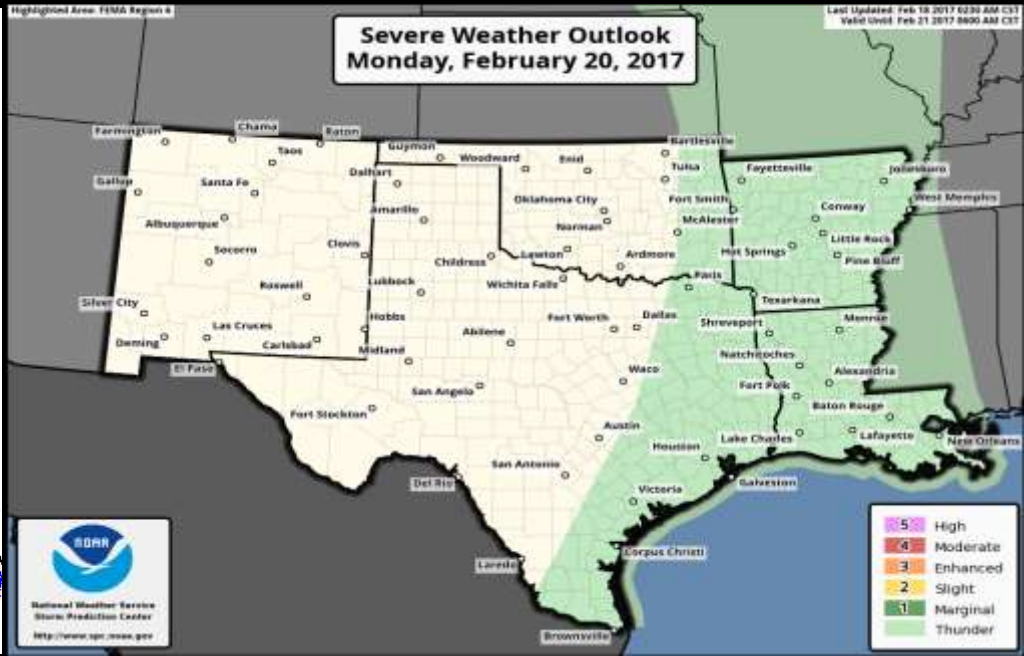 Highlighted Area: FEMA Region 6
Last Updated: Feb 18 2017 0230 AM CST
Valid Until: Feb 21 2017 0600 AM CST
Severe Weather Outlook
Monday, February 20, 2017
Farmington
Chama
Raton
Taos
Guymon
Woodward
Enid
Bartlesville
Tulsa
Fayetteville
Jonesboro
Gallup
Santa Fe
Dalhart
Fort Smith
West Memphis
Albuquerque
Amarillo
Oklahoma City
McAlester
Conway
Norman
Little Rock
Socorro
Clovis
Childress
Lawton
Ardmore
Hot Springs
Pine Bluff
Roswell
Lubbock
Wichita Falls
Paris
Texarkana
Silver City
Las Cruces
Hobbs
Abilene
Fort Worth
Dallas
Shreveport
Monroe
Deming
Carlsbad
Midland
Natchitoches
El Paso
San Angelo
Waco
Fort Polk
Alexandria
Fort Stockton
Baton Rouge
Austin
Houston
Lake Charles
Lafayette
New Orleans
San Antonio
Del Rio
Victoria
Galveston
Corpus Christi
Laredo
Brownsville
NOAA
National Weather Service
Storm Prediction Center
http://www.spc.noaa.gov
5 High
4 Moderate
3 Enhanced
2 Slight
1 Marginal
Thunder